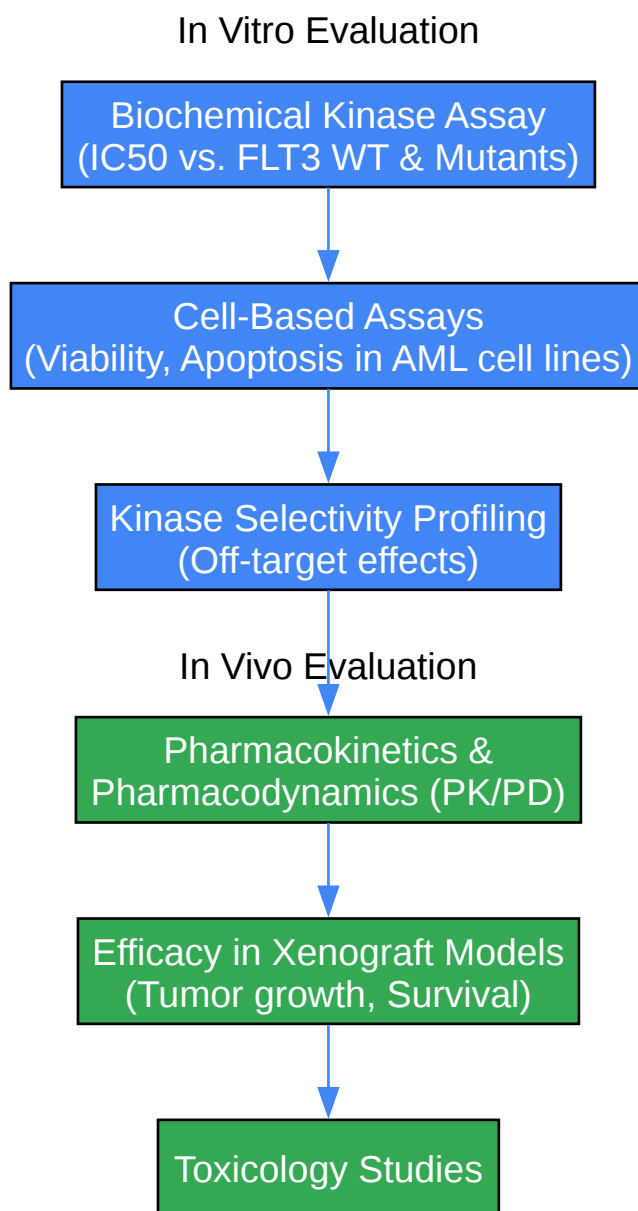 In Vitro Evaluation
Biochemical Kinase Assay
(IC50 vs. FLT3 WT & Mutants)
Cell-Based Assays
(Viability, Apoptosis in AML cell lines)
Kinase Selectivity Profiling
(Off-target effects)
In Vivo Evaluation
Pharmacokinetics &
Pharmacodynamics (PK/PD)
Efficacy in Xenograft Models
(Tumor growth, Survival)
Toxicology Studies